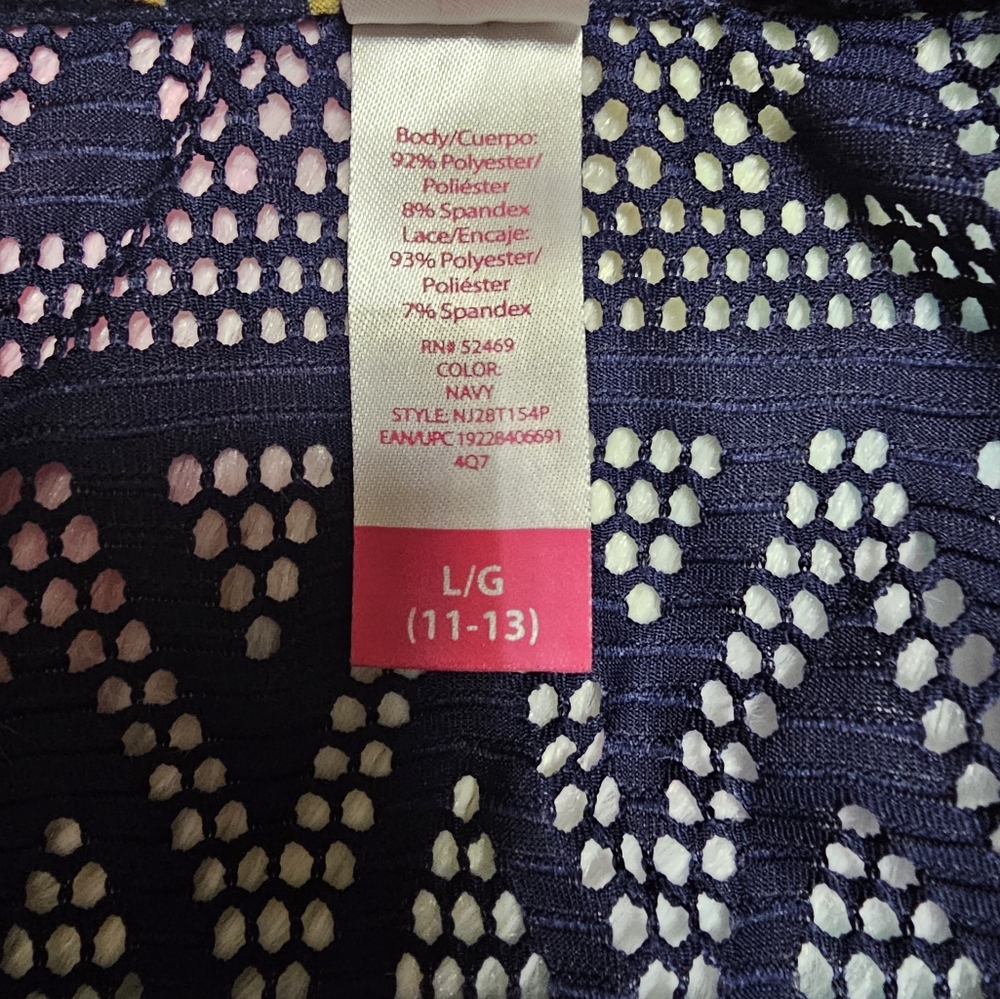 Body/Cuerpo:
92% Polyester/
Poliéster
8% Spandex
Lace/Encaje:
93% Polyester/
Poliéster
7% Spandex
RN# 52469
COLOR:
NAVY
STYLE: NJ28T154P
EAN/UPC 19228406691
4Q7
L/G
(11-13)